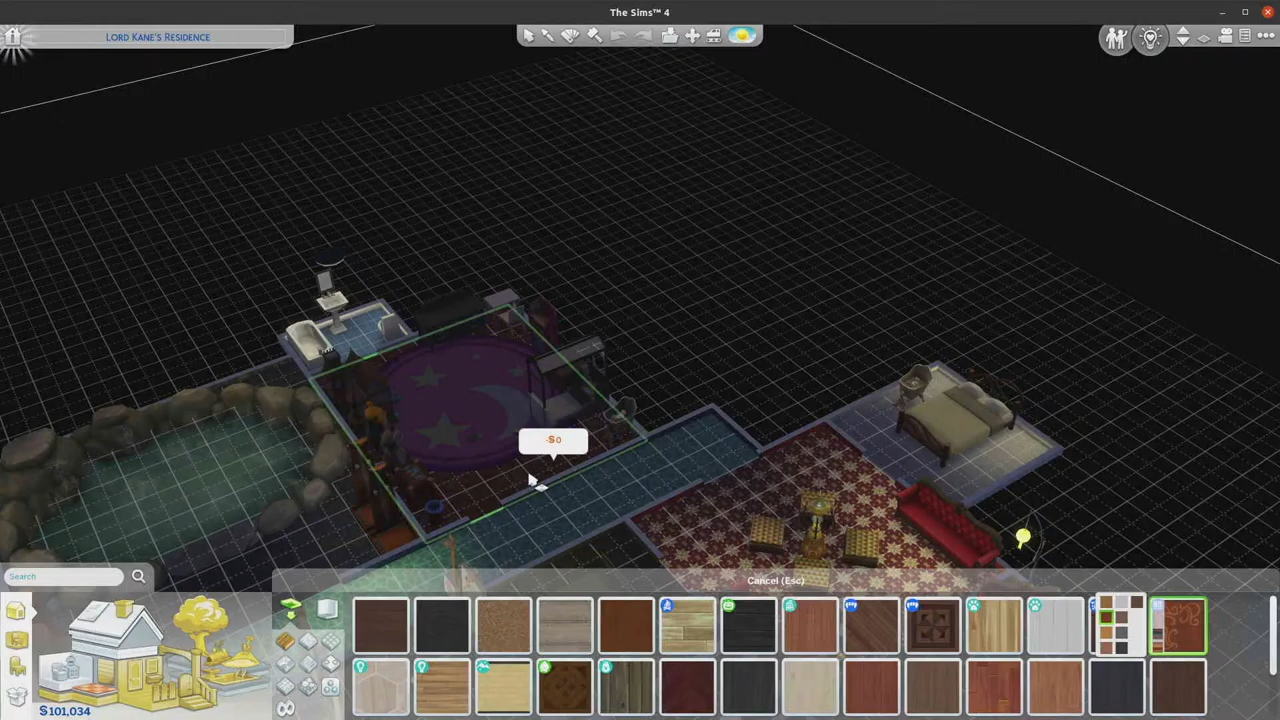 The Sims™ 4
LORD KANE'S RESIDENCE
-§0
Cancel (Esc)
Search
§101,034